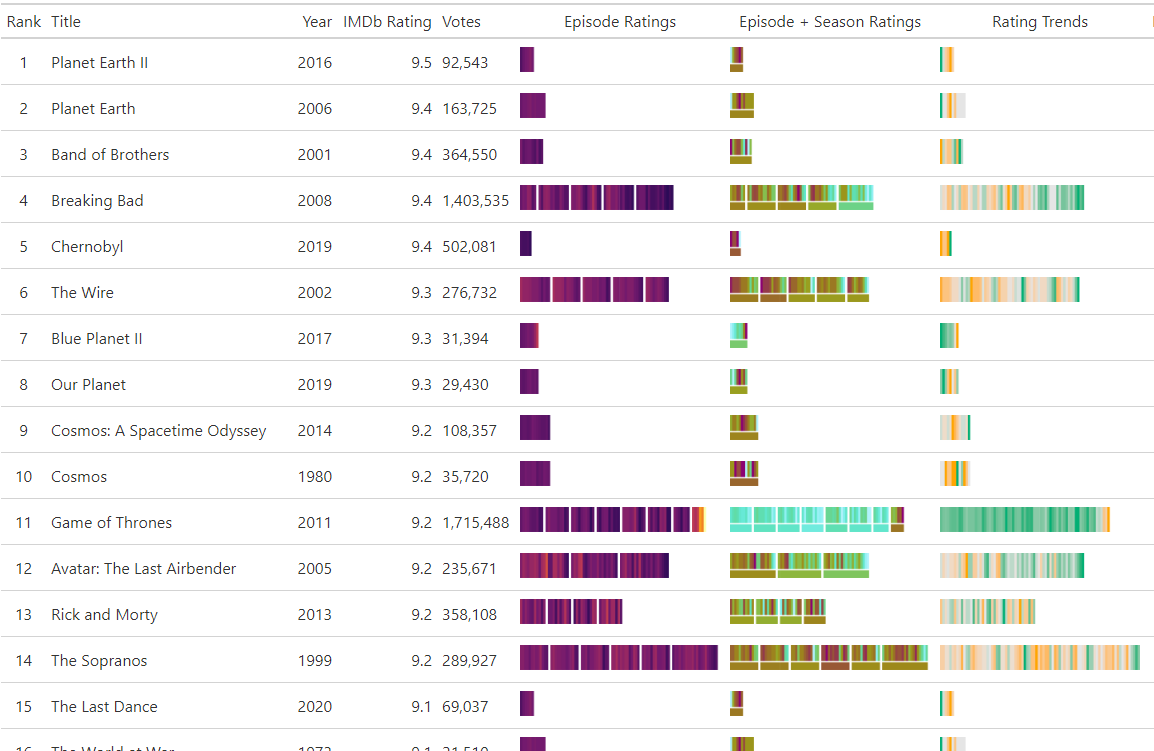 Rank Title Year IMDb Rating Votes Episode Ratings Episode + Season Ratings Rating Trends
1 Planet Earth II 2016 9.5 92,543
2 Planet Earth 2006 9.4 163,725
3 Band of Brothers 2001 9.4 364,550
4 Breaking Bad 2008 9.4 1,403,535
5 Chernobyl 2019 9.4 502,081
6 The Wire 2002 9.3 276,732
7 Blue Planet II 2017 9.3 31,394
8 Our Planet 2019 9.3 29,430
9 Cosmos: A Spacetime Odyssey 2014 9.2 108,357
10 Cosmos 1980 9.2 35,720
11 Game of Thrones 2011 9.2 1,715,488
12 Avatar: The Last Airbender 2005 9.2 235,671
13 Rick and Morty 2013 9.2 358,108
14 The Sopranos 1999 9.2 289,927
15 The Last Dance 2020 9.1 69,037
16 The World at War 1973 9.1